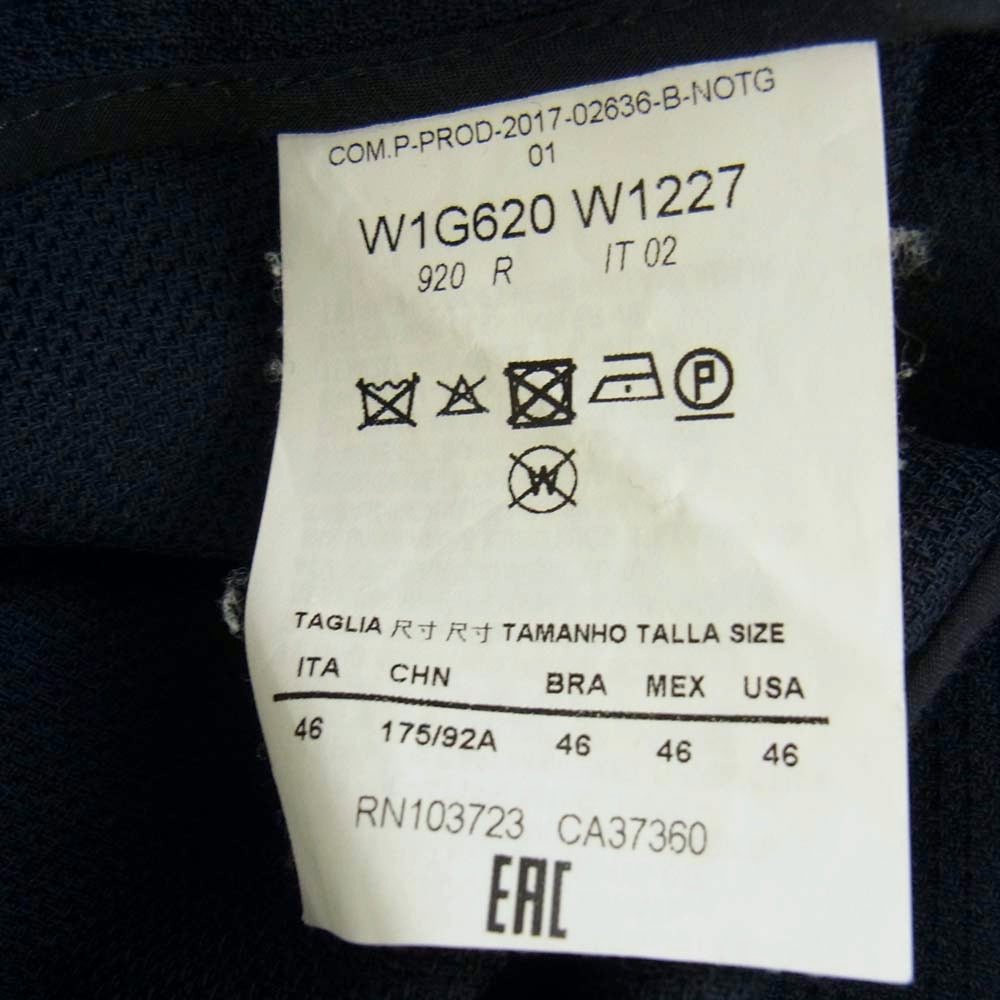 COM.P-PROD-2017-02636-B-NOTG
01
W1G620 W1227
920 R IT 02
P
W
TAGLIA 尺寸 尺寸 TAMANHO TALLA SIZE
ITA CHN BRA MEX USA
46 175/92A 46 46 46
RN103723 CA37360
EAC